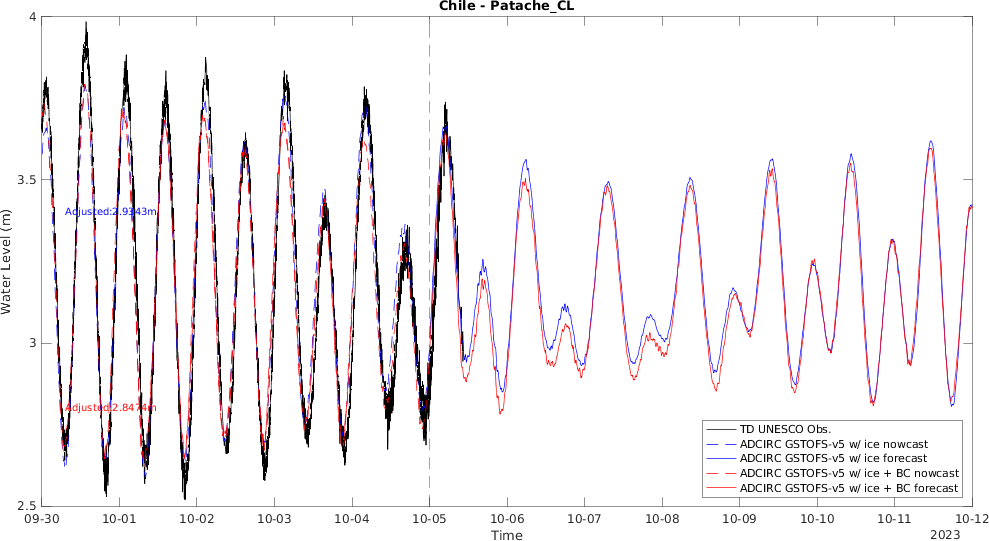 Chile - Patache_CL
Water Level (m)
4
3.5
3
2.5
Adjusted:2.9343m
Adjusted:2.8474m
TD UNESCO Obs.
ADCIRC GSTOFS-v5 w/ ice nowcast
ADCIRC GSTOFS-v5 w/ ice forecast
ADCIRC GSTOFS-v5 w/ ice + BC nowcast
ADCIRC GSTOFS-v5 w/ ice + BC forecast
09-30 10-01 10-02 10-03 10-04 10-05 10-06 10-07 10-08 10-09 10-10 10-11 10-12
Time
2023